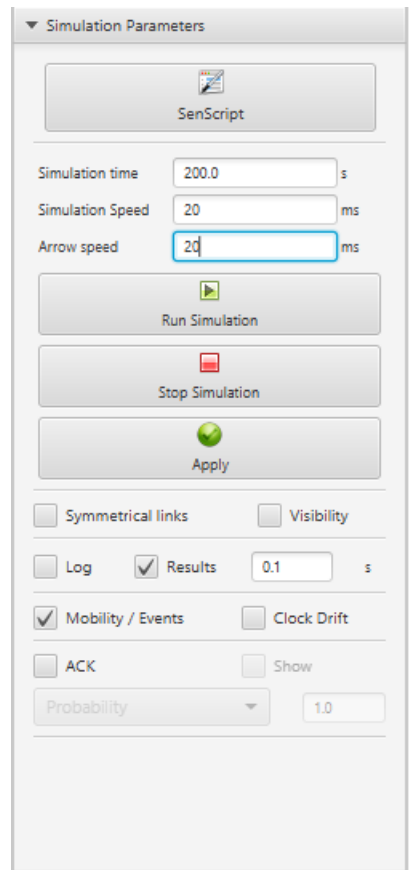 Simulation Parameters
SenScript
Simulation time 200.0 s
Simulation Speed 20 ms
Arrow speed 20 ms
Run Simulation
Stop Simulation
Apply
Symmetrical links Visibility
Log Results 0.1 s
Mobility / Events Clock Drift
ACK Show
Probability 1.0